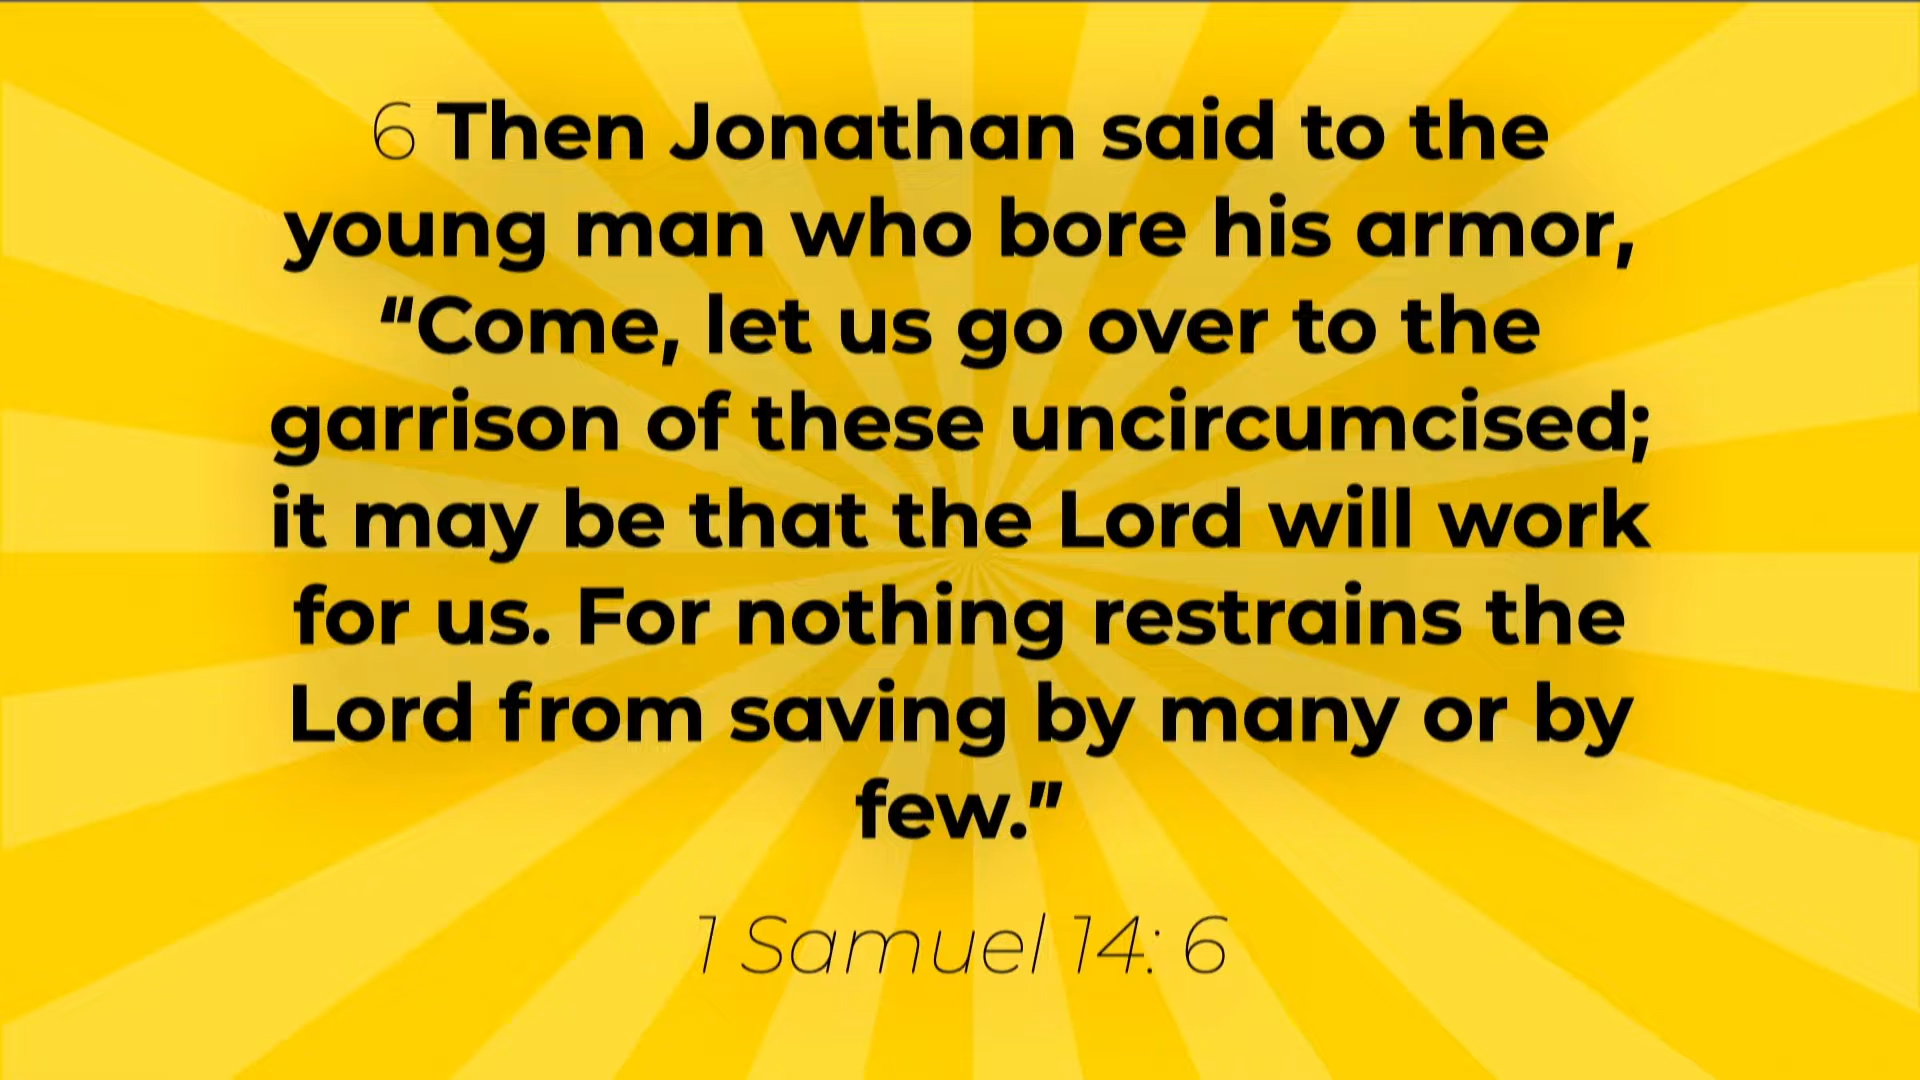 6 Then Jonathan said to the
young man who bore his armor,
“Come, let us go over to the
garrison of these uncircumcised;
it may be that the Lord will work
for us. For nothing restrains the
Lord from saving by many or by
few.”
1 Samuel 14: 6